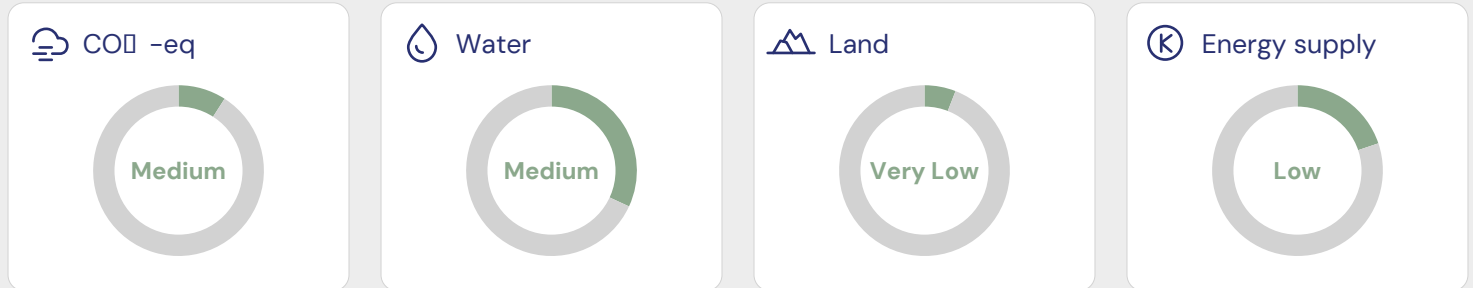 CO▯ -eq
Medium
Water
Medium
Land
Very Low
Energy supply
Low